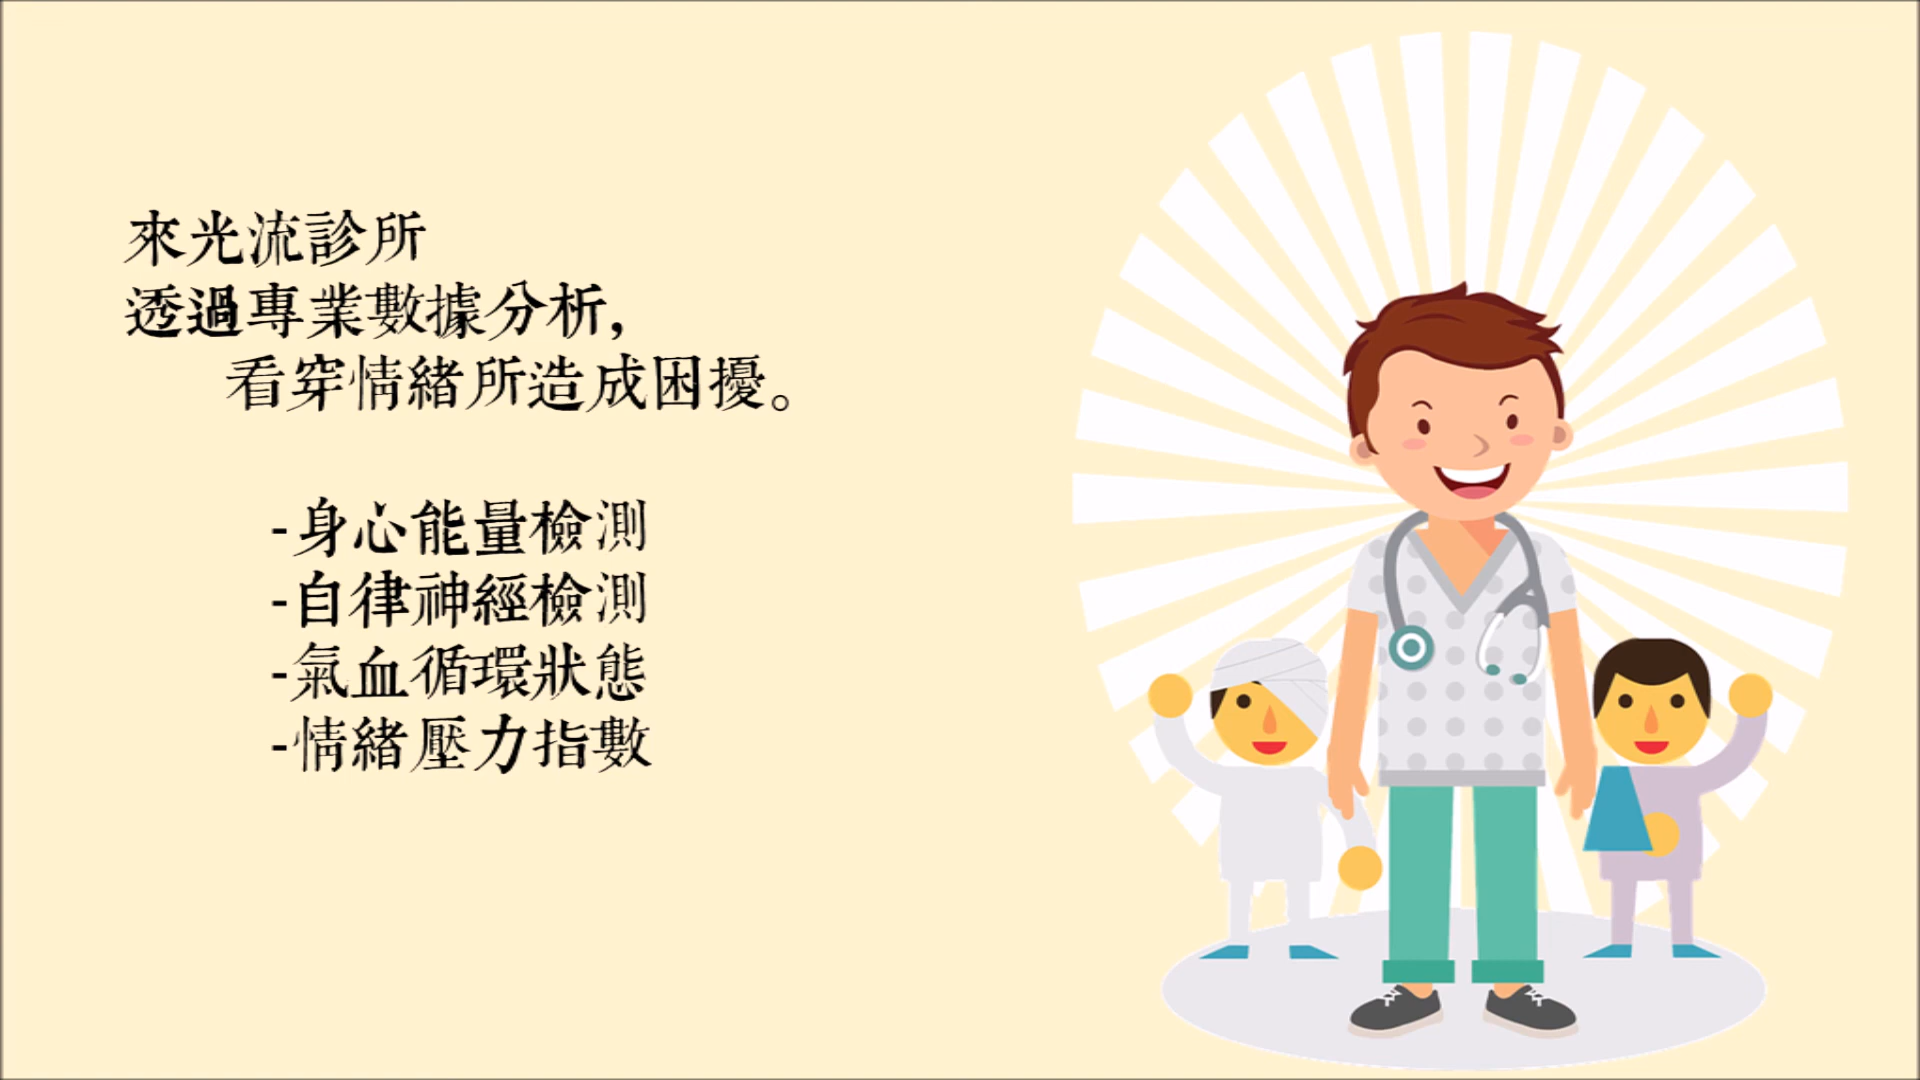 來光流診所
透過專業數據分析,
看穿情緒所造成困擾。
-身心能量檢測
-自律神經檢測
-氣血循環狀態
-情緒壓力指數